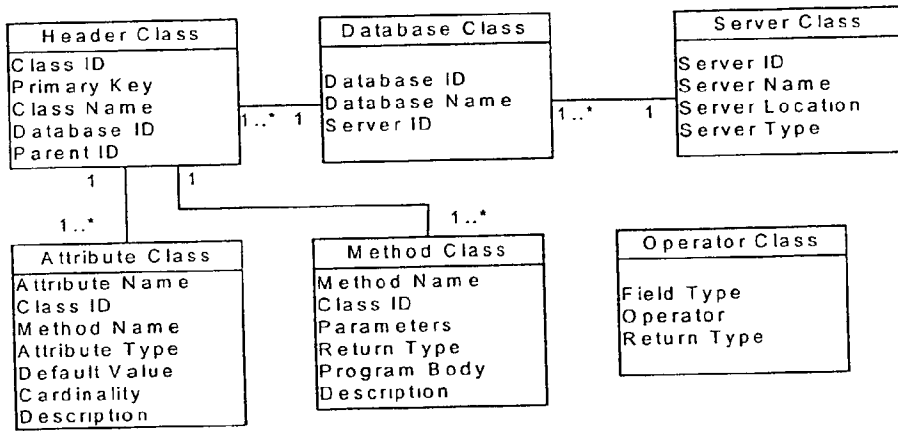 Header Class
Class ID
Primary Key
Class Name
Database ID
Parent ID
Database Class
Database ID
Database Name
Server ID
Server Class
Server ID
Server Name
Server Location
Server Type
1..*
1
1..*
1
1
1
1..*
1..*
Attribute Class
Attribute Name
Class ID
Method Name
Attribute Type
Default Value
Cardinality
Description
Method Class
Method Name
Class ID
Parameters
Return Type
Program Body
Description
Operator Class
Field Type
Operator
Return Type